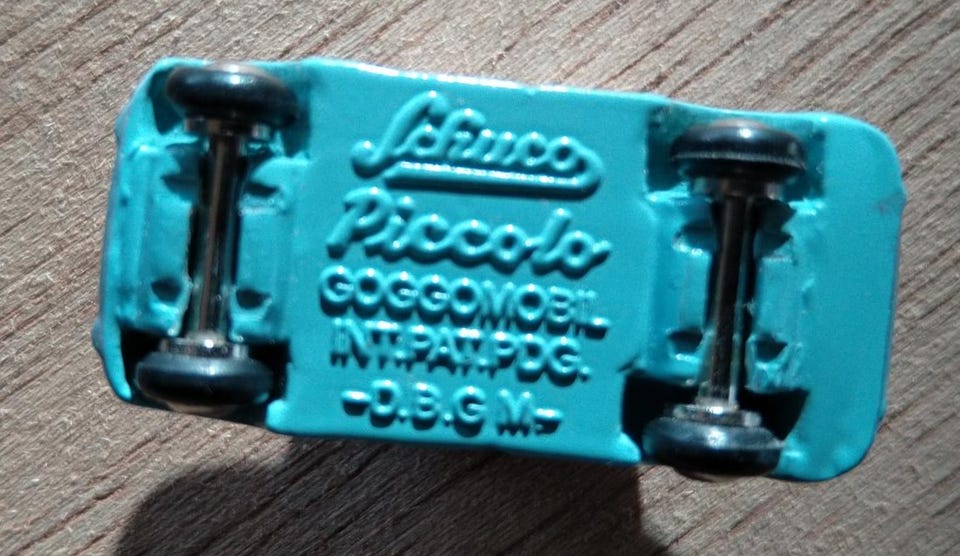 Schuco
Piccolo
GOGGOMOBIL
INT.PAT.PDG.
-D.B.G M-